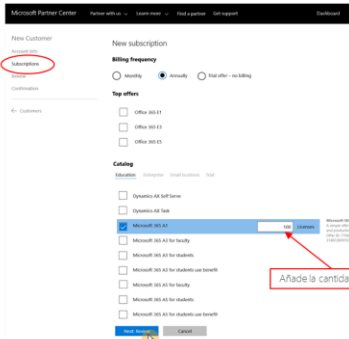 Microsoft Partner Center
Partner with us
Learn more
Find a partner
Get support
Dashboard
New Customer
Account info
Subscriptions
Review
Confirmation
← Customers
New subscription
Billing frequency
Monthly
Annually
Trial offer - no billing
Top offers
Office 365 E1
Office 365 E3
Office 365 E5
Catalog
Education
Enterprise
Small business
Trial
Dynamics AX Self Serve
Dynamics AX Task
Microsoft 365 A1
100
Licenses
Microsoft 365 A3 for faculty
Microsoft 365 A3 for students
Microsoft 365 A3 for students use benefit
Microsoft 365 A5 for faculty
Microsoft 365 A5 for students
Microsoft 365 A5 for students use benefit
Añade la cantida
Next: Review
Cancel